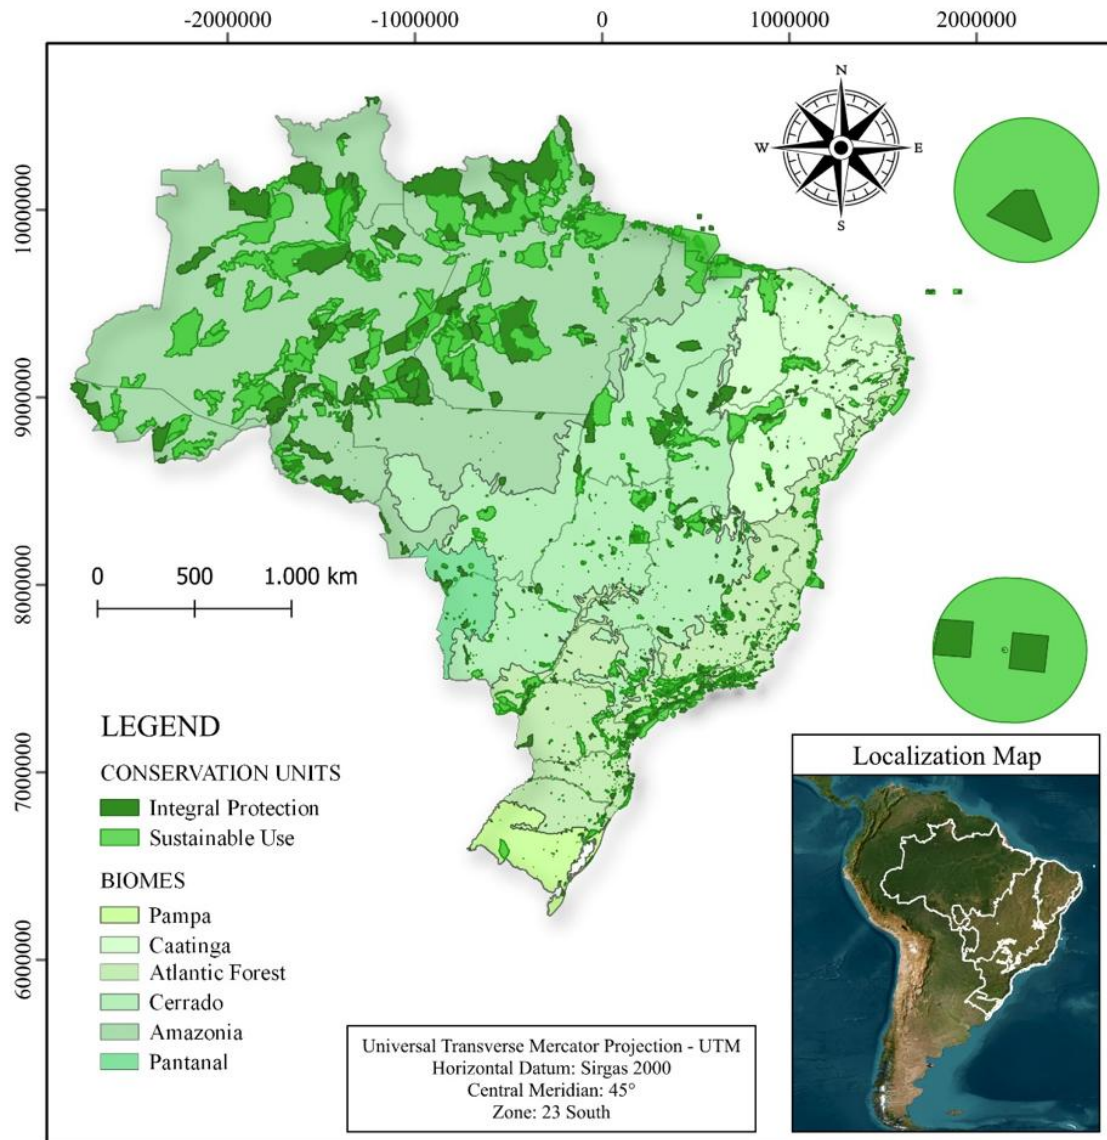 -2000000 -1000000 0 1000000 2000000
N
W E
S
10000000
9000000
8000000
7000000
6000000
0 500 1.000 km
LEGEND
CONSERVATION UNITS
Integral Protection
Sustainable Use
BIOMES
Pampa
Caatinga
Atlantic Forest
Cerrado
Amazonia
Pantanal
Universal Transverse Mercator Projection - UTM
Horizontal Datum: Sirgas 2000
Central Meridian: 45°
Zone: 23 South
Localization Map